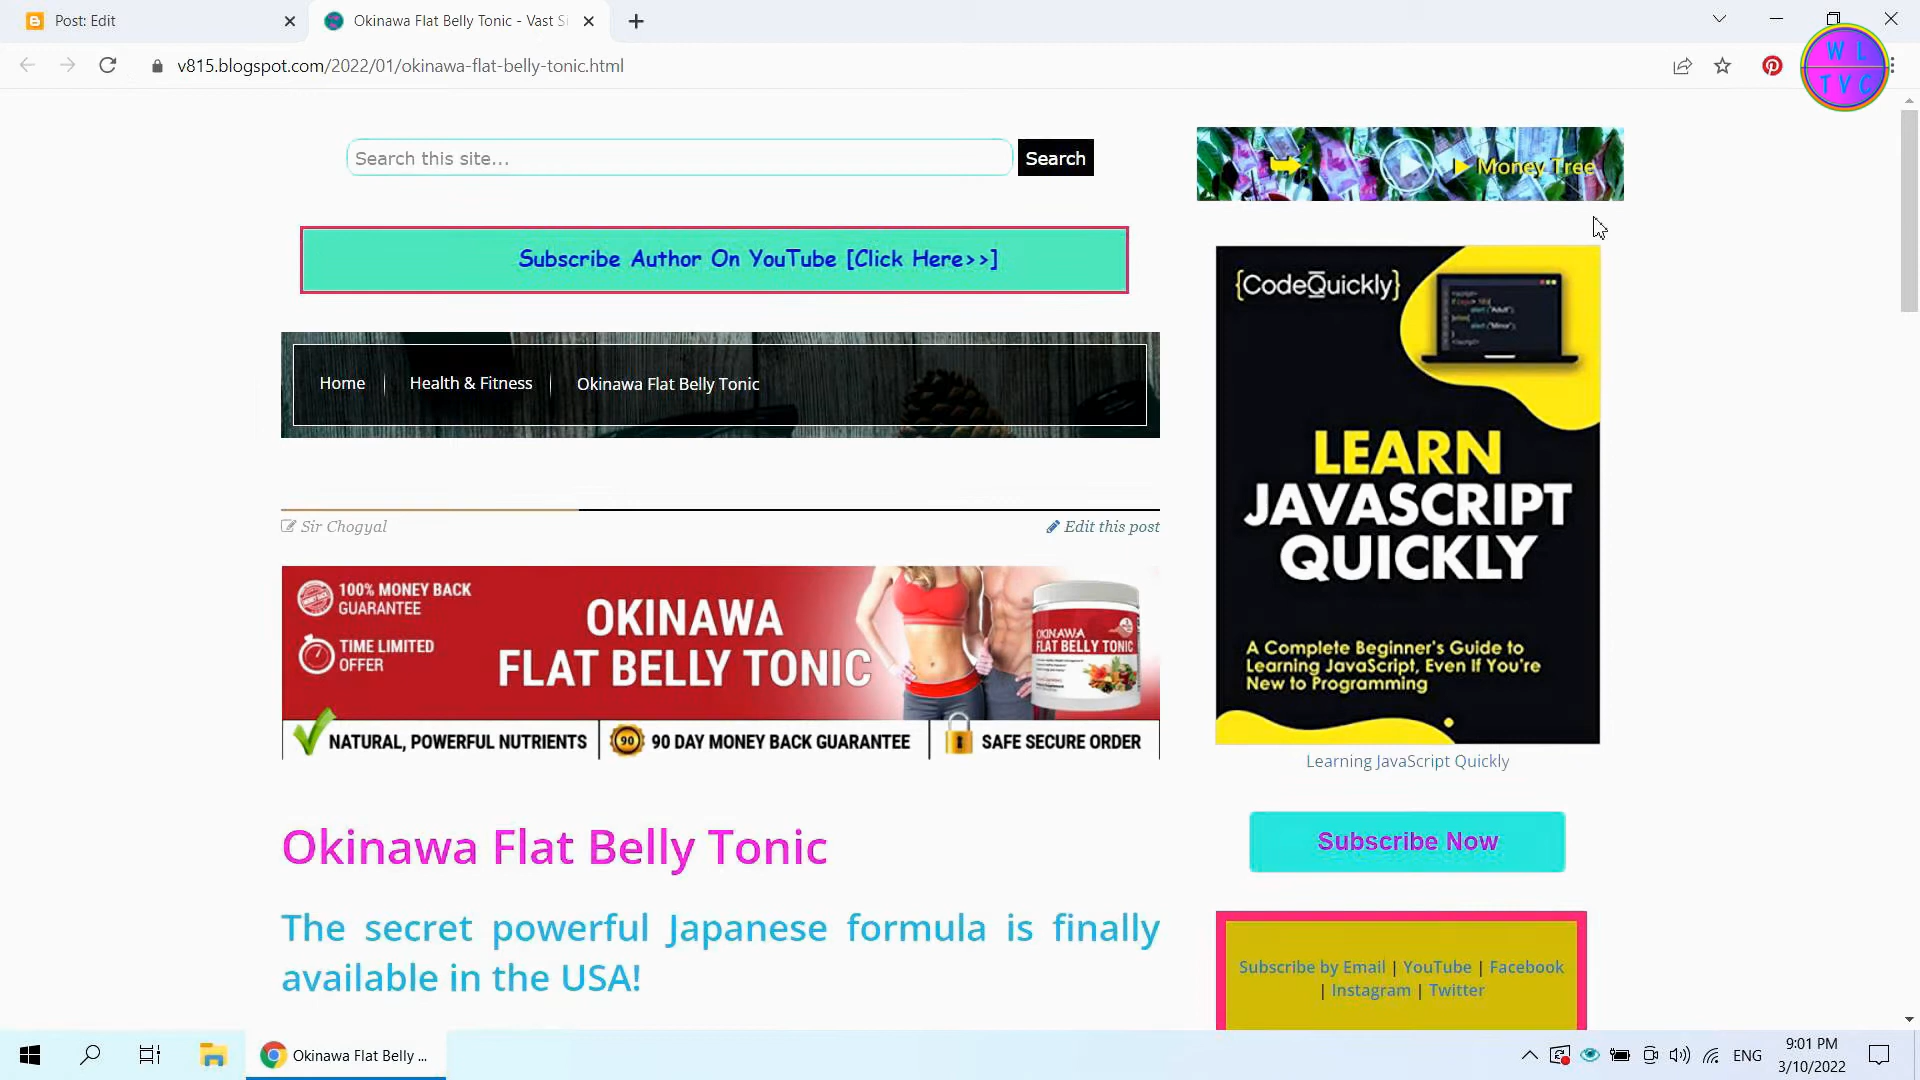 Post: Edit
Okinawa Flat Belly Tonic - Vast Si
v815.blogspot.com/2022/01/okinawa-flat-belly-tonic.html
W L
T V C
Search this site...
Search
Money Tree
Subscribe Author On YouTube [Click Here>>]
{CodeQuickly}
Home
Health & Fitness
Okinawa Flat Belly Tonic
LEARN
JAVASCRIPT
QUICKLY
Sir Chogyal
Edit this post
100% MONEY BACK
GUARANTEE
TIME LIMITED
OFFER
OKINAWA
FLAT BELLY TONIC
OKINAWA
FLAT BELLY TONIC
A Complete Beginner's Guide to
Learning JavaScript, Even If You're
New to Programming
NATURAL, POWERFUL NUTRIENTS
90
90 DAY MONEY BACK GUARANTEE
SAFE SECURE ORDER
Learning JavaScript Quickly
Okinawa Flat Belly Tonic
Subscribe Now
The secret powerful Japanese formula is finally
available in the USA!
Subscribe by Email | YouTube | Facebook
| Instagram | Twitter
Okinawa Flat Belly ...
ENG
9:01 PM
3/10/2022